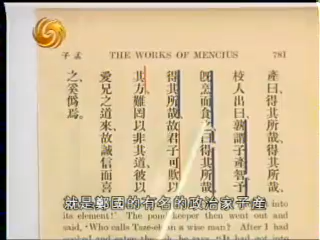 子孟 THE WORKS OF MENCIUS 781
產曰、得其所哉、得其所哉、
校人出曰、孰謂子產智、予
既烹而食之、曰、得其所哉、
得其所哉、故君子可欺以
其方、難罔以非其道、彼以
愛兄之道來、故誠信而喜
之、奚僞焉。
就是鄭國的有名的政治家子產
into
its element!' The pond-keeper then went out and
said, 'Who calls Tsze-ch'an a wise man? After I had